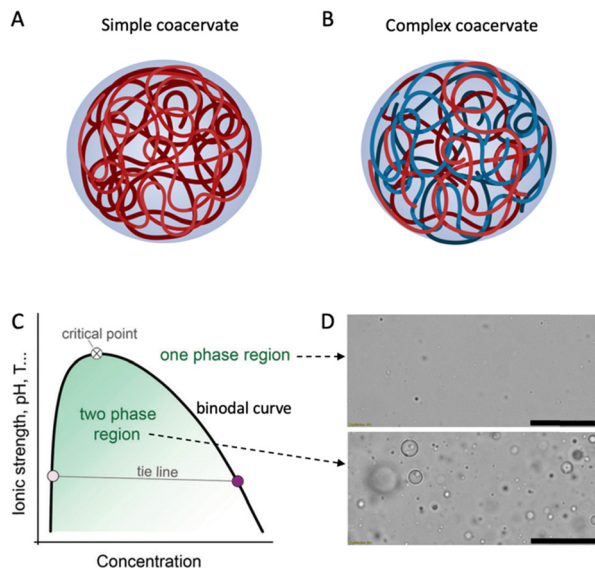 A
Simple coacervate
B
Complex coacervate
C
Ionic strength, pH, T...
critical point
one phase region
two phase
region
binodal curve
tie line
Concentration
D